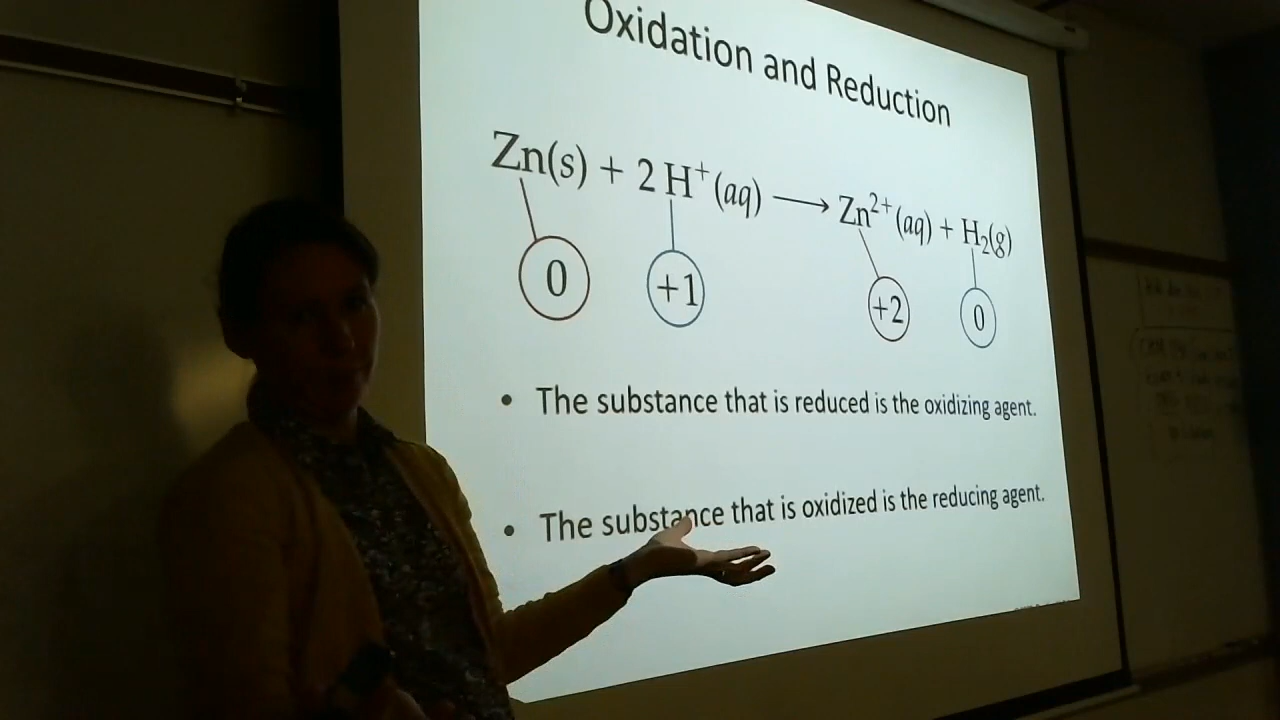 Oxidation and Reduction
Zn(s) + 2 H⁺(aq) ⟶ Zn²⁺(aq) + H₂(g)
0 +1 +2 0
• The substance that is reduced is the oxidizing agent.
• The substance that is oxidized is the reducing agent.